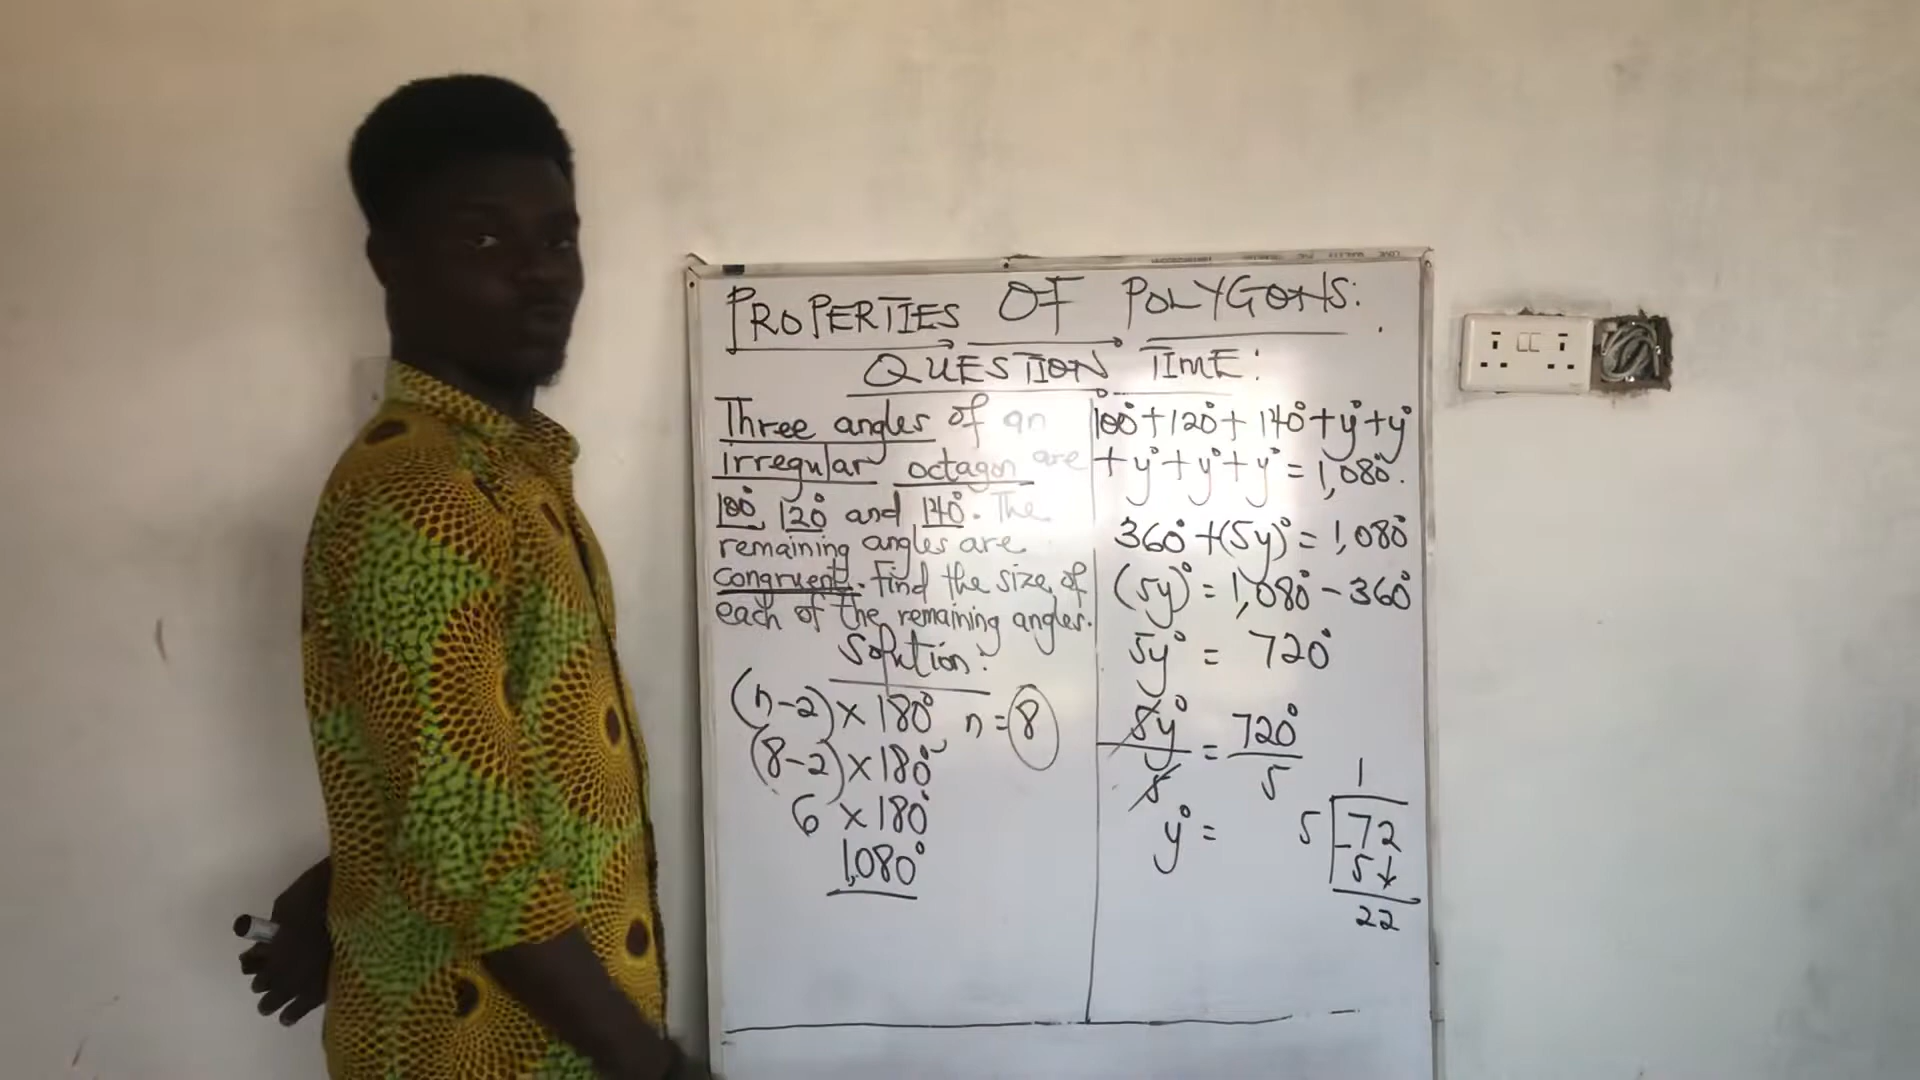 PROPERTIES OF POLYGONS:
QUESTION TIME:
Three angles of an
irregular octagon are
100° 120° and 140°. The
remaining angles are
congruent. Find the size of
each of the remaining angles.
Solution:
(n-2) × 180° n = 8
(8-2) × 180°
6 × 180°
1,080°
100° + 120° + 140° + y° + y°
+ y° + y° + y° = 1,080°.
360° + (5y)° = 1,080°
(5y)° = 1,080° - 360°
5y° = 720°
5y° = 720°
5 5
y° =
1
5 72
- 5↓
22